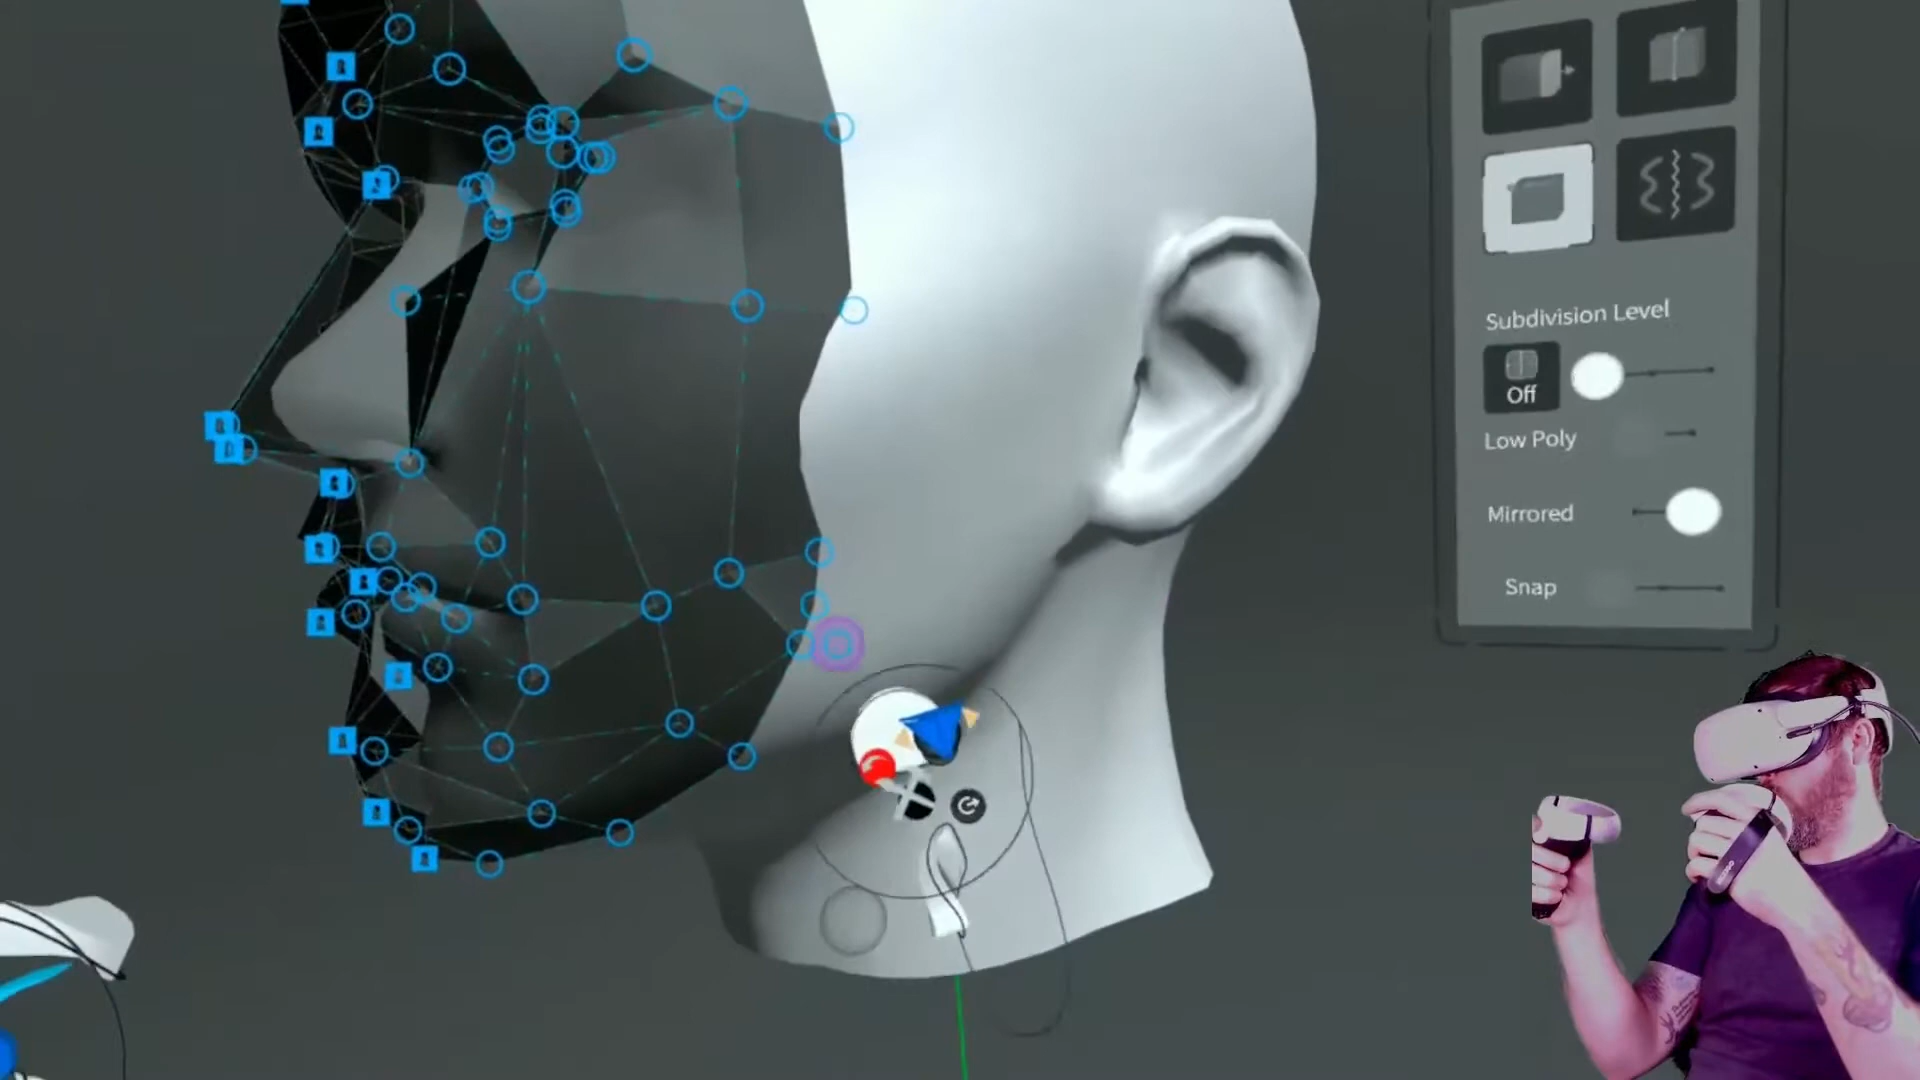 Subdivision Level
Off
Low Poly
Mirrored
Snap